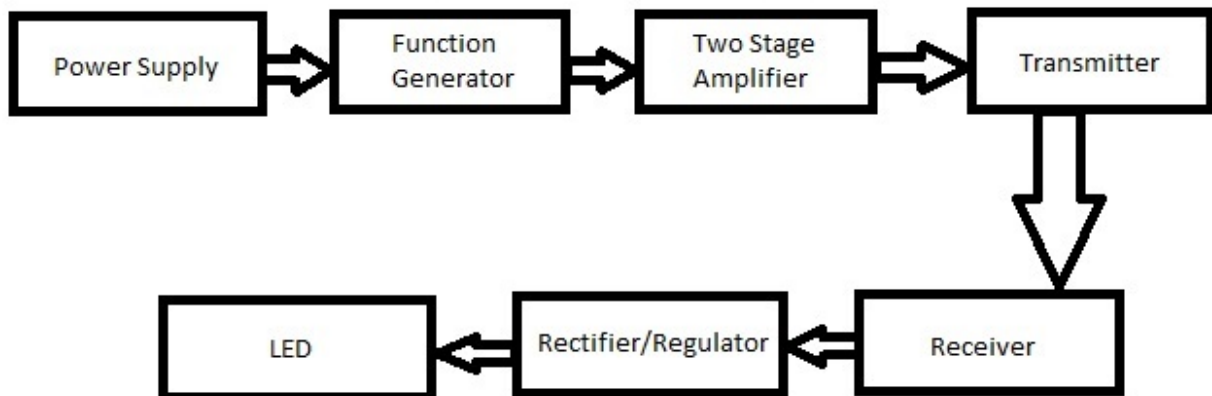 Power Supply
Function
Generator
Two Stage
Amplifier
Transmitter
LED
Rectifier/Regulator
Receiver